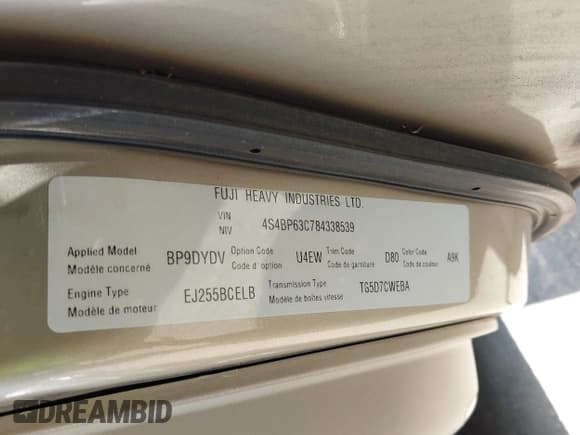 FUJI HEAVY INDUSTRIES LTD.
VIN
NIV 4S4BP63C784338539
Applied Model
Modèle concerné BP9DYDV Option Code
Code d'option U4EW Trim Code
Code de garniture D80 Color Code
Code de couleur A9K
Engine Type
Modèle de moteur EJ255BCELB Transmission Type
Modèle de boîtes vitesse TG5D7CWEBA
DREAMBID